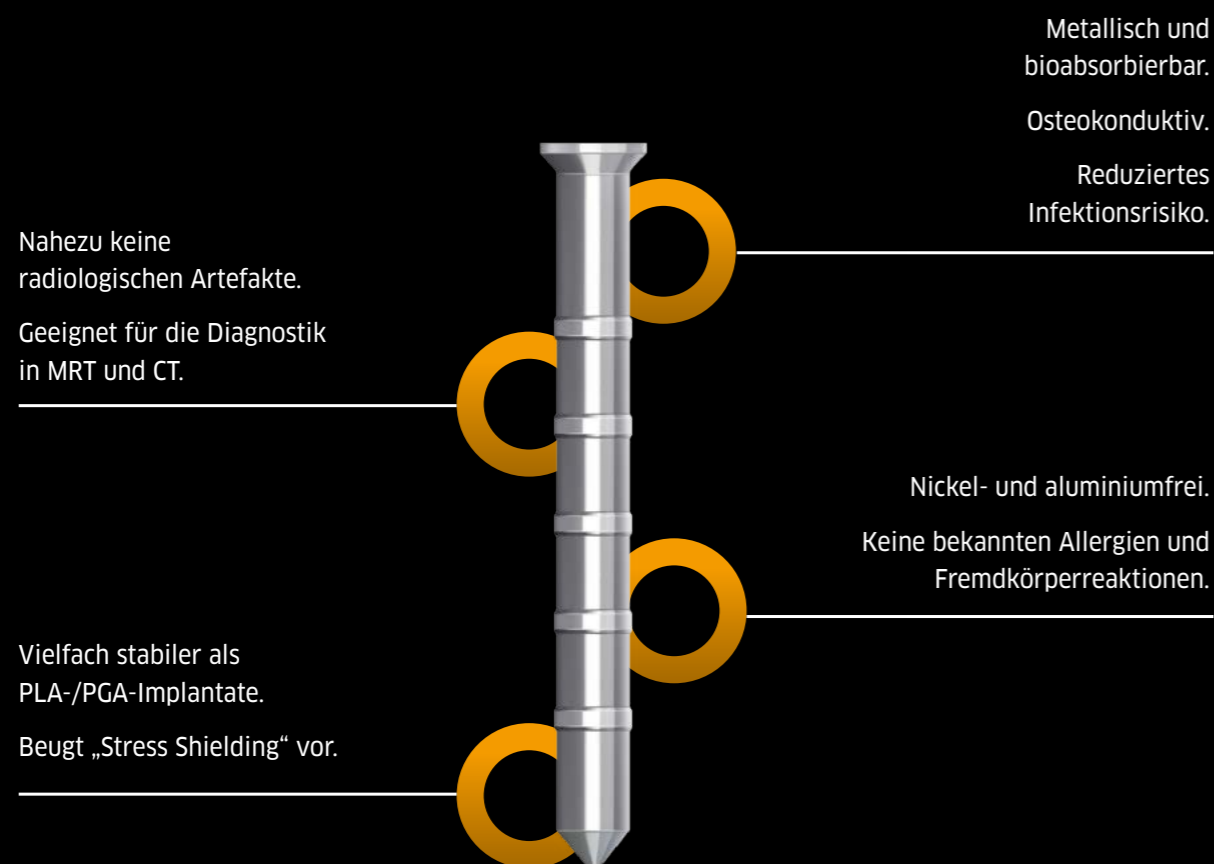 Metallisch und
bioabsorbierbar.
Osteokonduktiv.
Reduziertes
Infektionsrisiko.
Nahezu keine
radiologischen Artefakte.
Geeignet für die Diagnostik
in MRT und CT.
Nickel- und aluminiumfrei.
Keine bekannten Allergien und
Fremdkörperreaktionen.
Vielfach stabiler als
PLA-/PGA-Implantate.
Beugt „Stress Shielding“ vor.